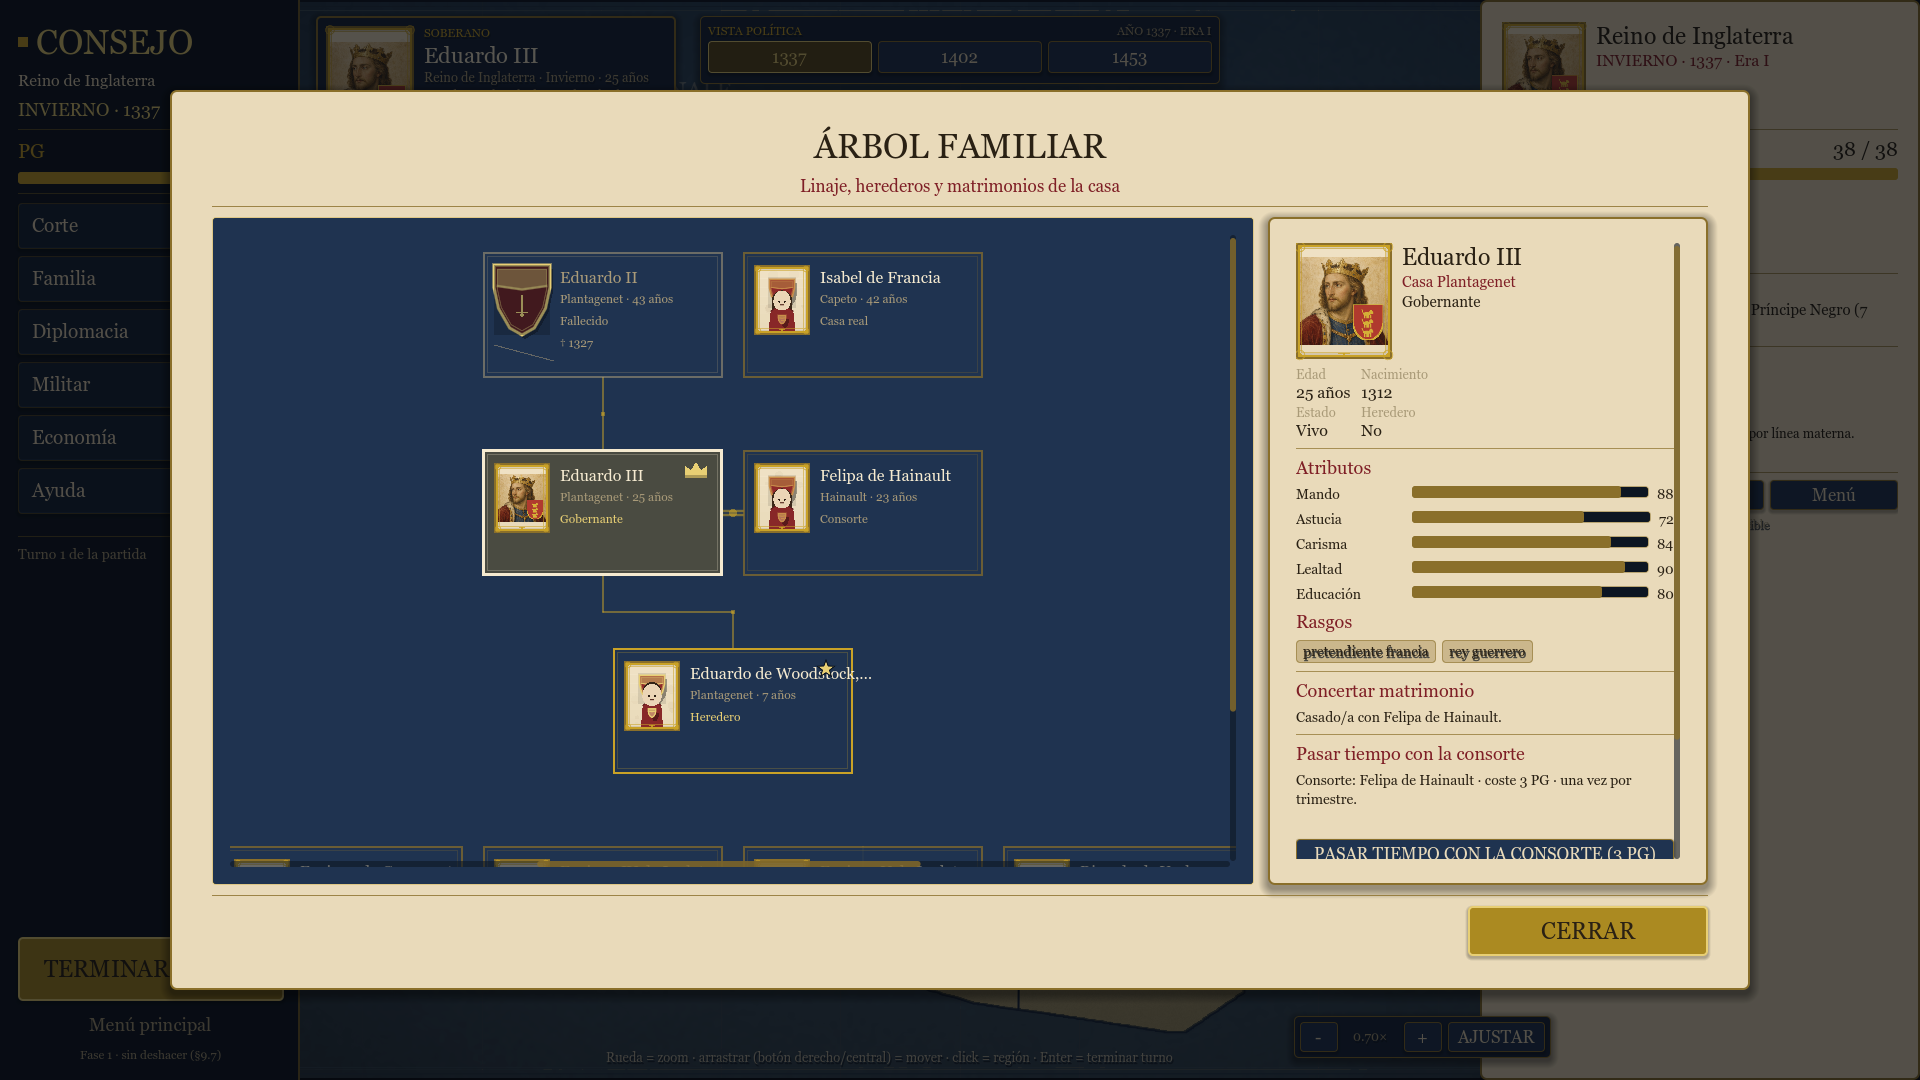 CONSEJO
Reino de Inglaterra
INVIERNO · 1337
PG
Corte
Familia
Diplomacia
Militar
Economía
Ayuda
Turno 1 de la partida
TERMINAR
Menú principal
Fase 1 · sin deshacer (§9.7)
SOBERANO
Eduardo III
Reino de Inglaterra · Invierno · 25 años
VISTA POLÍTICA
AÑO 1337 · ERA I
1337
1402
1453
Reino de Inglaterra
INVIERNO · 1337 · Era I
38 / 38
Príncipe Negro (7
por línea materna.
Menú
ÁRBOL FAMILIAR
Linaje, herederos y matrimonios de la casa
Eduardo II
Plantagenet · 43 años
Fallecido
† 1327
Isabel de Francia
Capeto · 42 años
Casa real
Eduardo III
Plantagenet · 25 años
Gobernante
Felipa de Hainault
Hainault · 23 años
Consorte
Eduardo de Woodstock,...
Plantagenet · 7 años
Heredero
Eduardo III
Casa Plantagenet
Gobernante
Edad
Nacimiento
25 años
1312
Estado
Heredero
Vivo
No
Atributos
Mando
88
Astucia
72
Carisma
84
Lealtad
90
Educación
80
Rasgos
pretendiente francia
rey guerrero
Concertar matrimonio
Casado/a con Felipa de Hainault.
Pasar tiempo con la consorte
Consorte: Felipa de Hainault · coste 3 PG · una vez por
trimestre.
PASAR TIEMPO CON LA CONSORTE (3 PG)
CERRAR
Rueda = zoom · arrastrar (botón derecho/central) = mover · click = región · Enter = terminar turno
-
0.70×
+
AJUSTAR